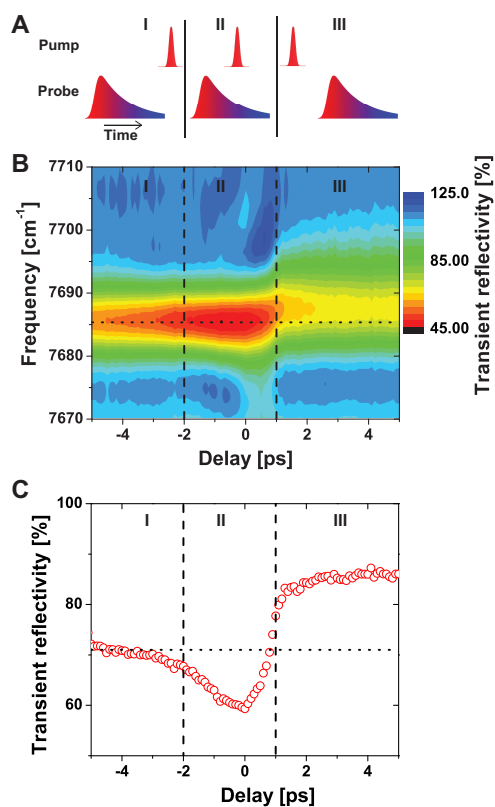 A
I II III
Pump
Probe
Time
B
7710
7700
7690
7680
7670
Frequency [cm-1]
I II III
-4 -2 0 2 4
Delay [ps]
125.0
85.00
45.00
Transient reflectivity [%]
C
100
80
60
Transient reflectivity [%]
I II III
-4 -2 0 2 4
Delay [ps]